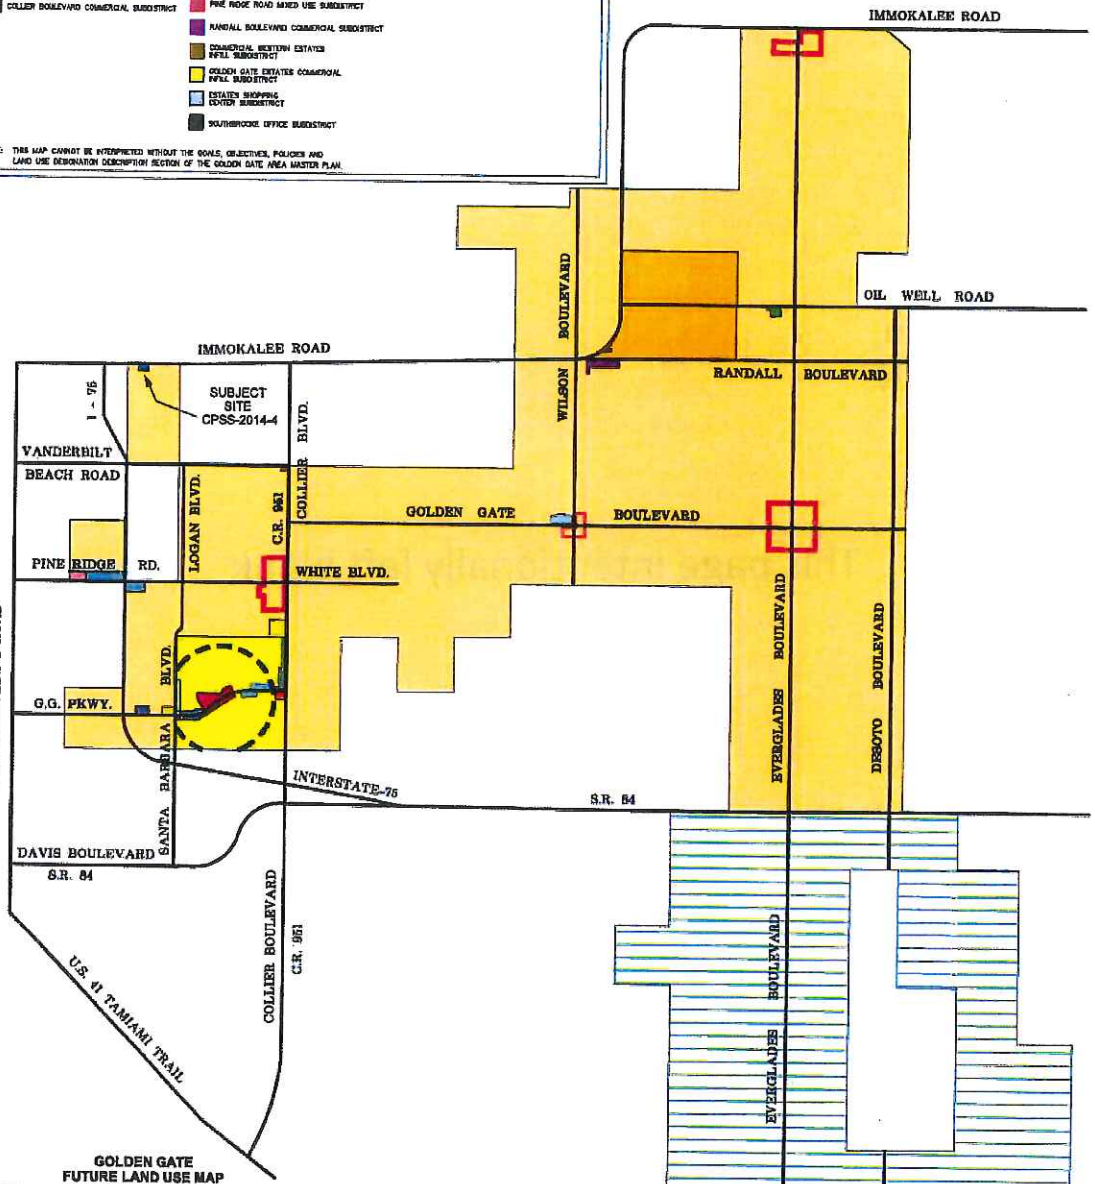 COLLIER BOULEVARD COMMERCIAL SUBDISTRICT
PINE RIDGE ROAD MIXED USE SUBDISTRICT
RANDALL BOULEVARD COMMERCIAL SUBDISTRICT
COMMERCIAL WESTERN ESTATES
INFILL SUBDISTRICT
GOLDEN GATE ESTATES COMMERCIAL
INFILL SUBDISTRICT
ESTATES SHOPPING
CENTER SUBDISTRICT
SOUTHBROOKE OFFICE SUBDISTRICT
THIS MAP CANNOT BE INTERPRETED WITHOUT THE GOALS, OBJECTIVES, POLICIES AND
LAND USE DESIGNATION DESCRIPTION SECTION OF THE GOLDEN GATE AREA MASTER PLAN.
IMMOKALEE ROAD
WILSON BOULEVARD
OIL WELL ROAD
IMMOKALEE ROAD
RANDALL BOULEVARD
I - 75
SUBJECT
SITE
CPSS-2014-4
COLLIER BLVD.
C.R. 951
VANDERBILT
BEACH ROAD
LOGAN BLVD.
GOLDEN GATE BOULEVARD
This page intentionally left blank
PINE RIDGE RD.
WHITE BLVD.
EVERGLADES BOULEVARD
DESOTO BOULEVARD
G.G. PKWY.
SANTA BARBARA BLVD.
INTERSTATE-75
S.R. 84
DAVIS BOULEVARD
S.R. 84
COLLIER BOULEVARD
C.R. 951
EVERGLADES BOULEVARD
U.S. 41 TAMIAMI TRAIL
GOLDEN GATE
FUTURE LAND USE MAP